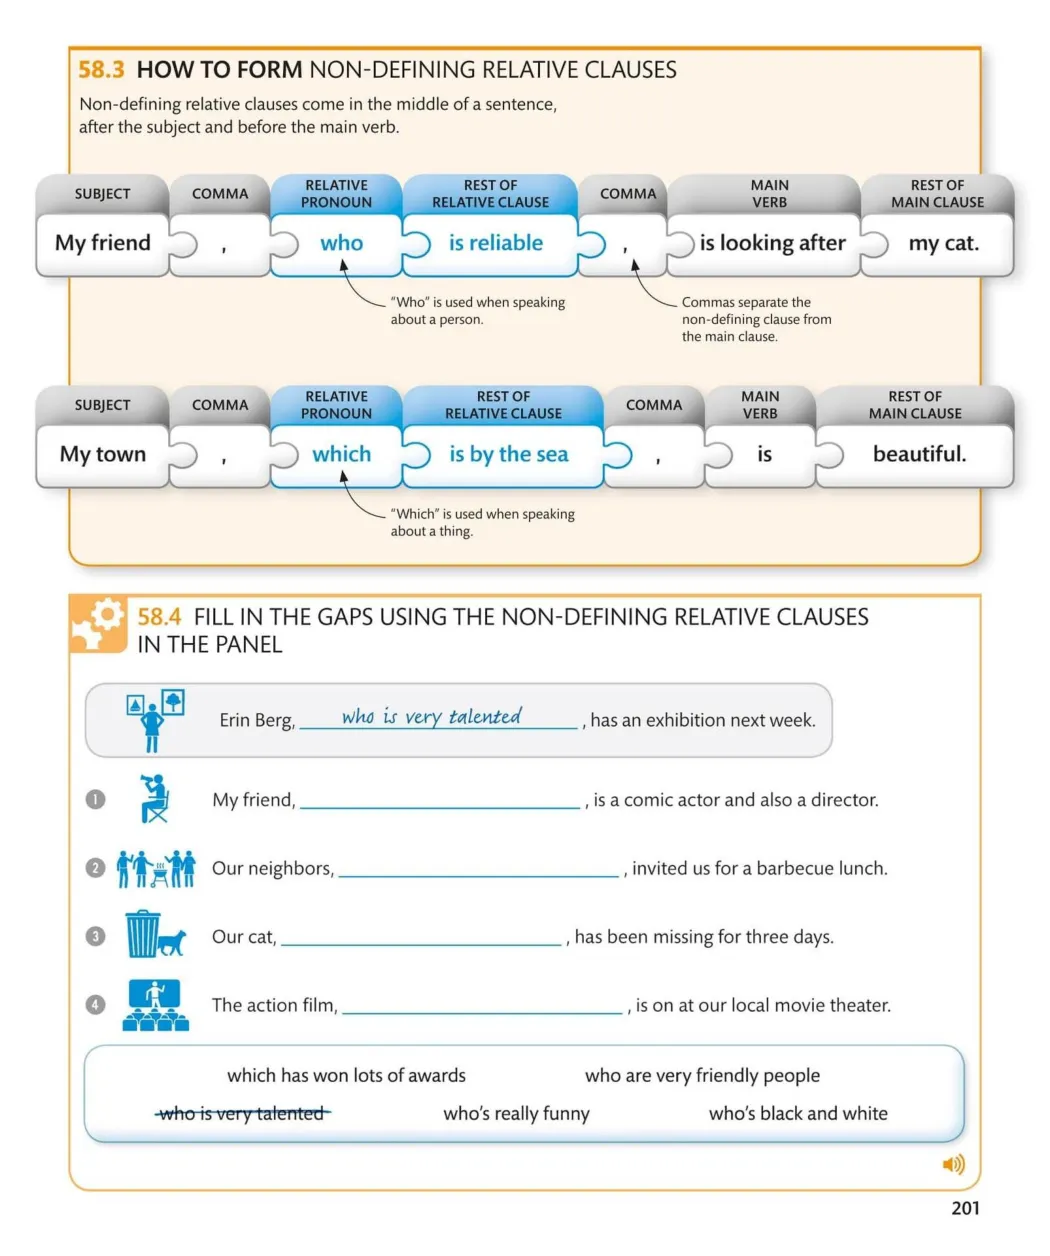 58.3 HOW TO FORM NON-DEFINING RELATIVE CLAUSES
Non-defining relative clauses come in the middle of a sentence,
after the subject and before the main verb.
SUBJECT
COMMA
RELATIVE
PRONOUN
REST OF
RELATIVE CLAUSE
COMMA
MAIN
VERB
REST OF
MAIN CLAUSE
My friend , who is reliable , is looking after my cat.
"Who" is used when speaking
about a person.
Commas separate the
non-defining clause from
the main clause.
SUBJECT
COMMA
RELATIVE
PRONOUN
REST OF
RELATIVE CLAUSE
COMMA
MAIN
VERB
REST OF
MAIN CLAUSE
My town , which is by the sea , is beautiful.
"Which" is used when speaking
about a thing.
58.4 FILL IN THE GAPS USING THE NON-DEFINING RELATIVE CLAUSES
IN THE PANEL
Erin Berg, who is very talented , has an exhibition next week.
1 My friend, , is a comic actor and also a director.
2 Our neighbors, , invited us for a barbecue lunch.
3 Our cat, , has been missing for three days.
4 The action film, , is on at our local movie theater.
which has won lots of awards who are very friendly people
who is very talented who's really funny who's black and white
201